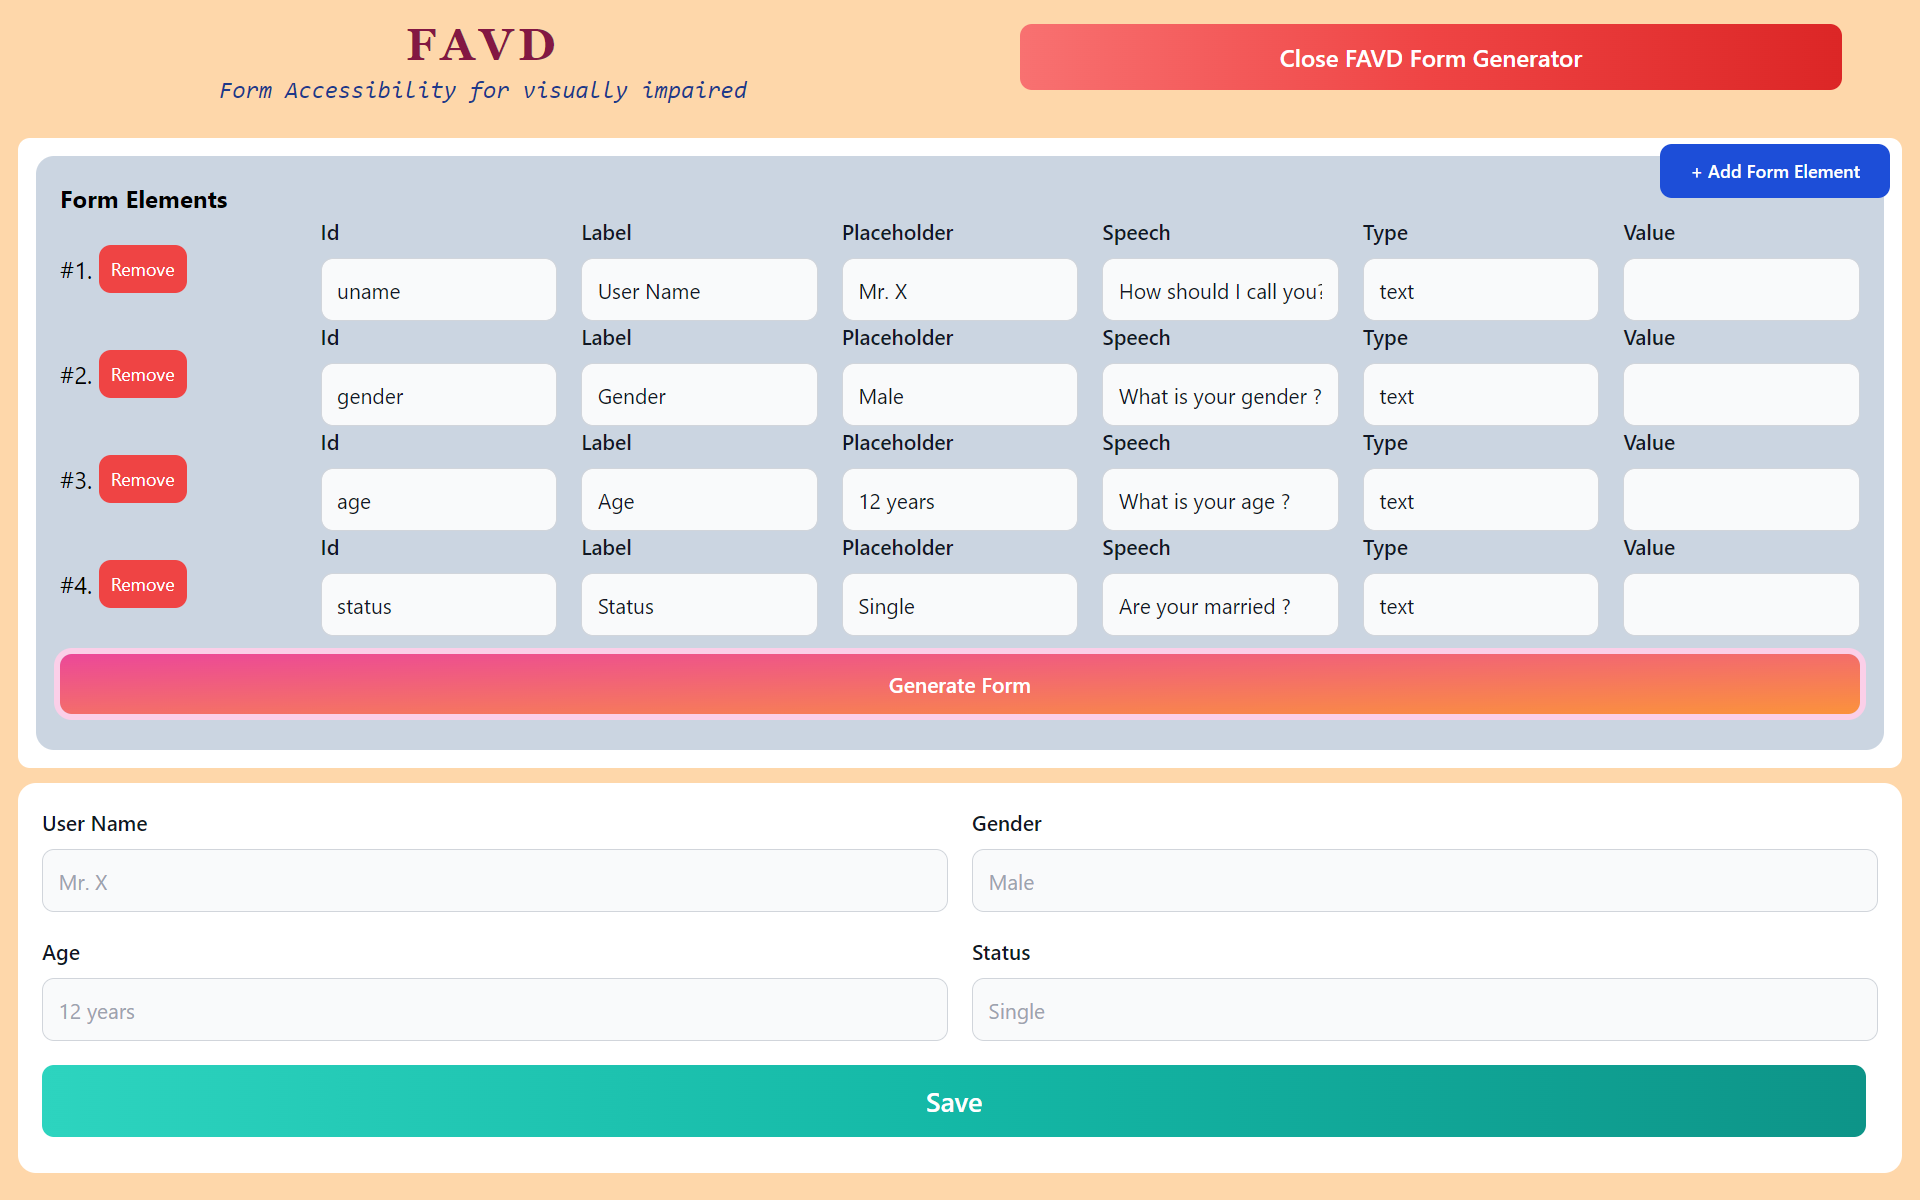 FAVD
Form Accessibility for visually impaired
Close FAVD Form Generator
+ Add Form Element
Form Elements
#1. Remove
Id Label Placeholder Speech Type Value
uname User Name Mr. X How should I call you? text
#2. Remove
Id Label Placeholder Speech Type Value
gender Gender Male What is your gender ? text
#3. Remove
Id Label Placeholder Speech Type Value
age Age 12 years What is your age ? text
#4. Remove
Id Label Placeholder Speech Type Value
status Status Single Are your married ? text
Generate Form
User Name Gender
Mr. X Male
Age Status
12 years Single
Save